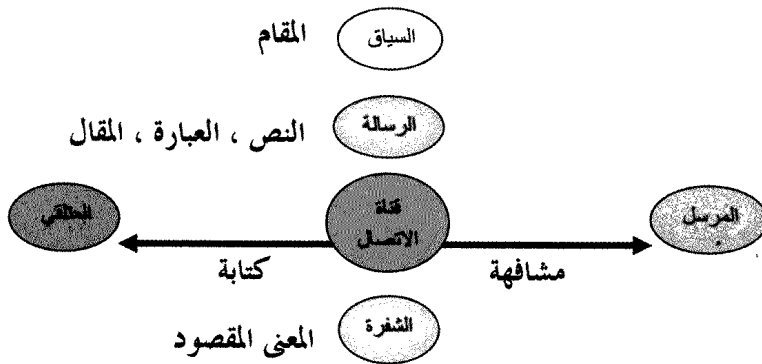 السياق
المقام
الرسالة
النص ، العبارة ، المقال
المرسل
قناة
الاتصال
المتلقي
مشافهة
كتابة
الشفرة
المعنى المقصود